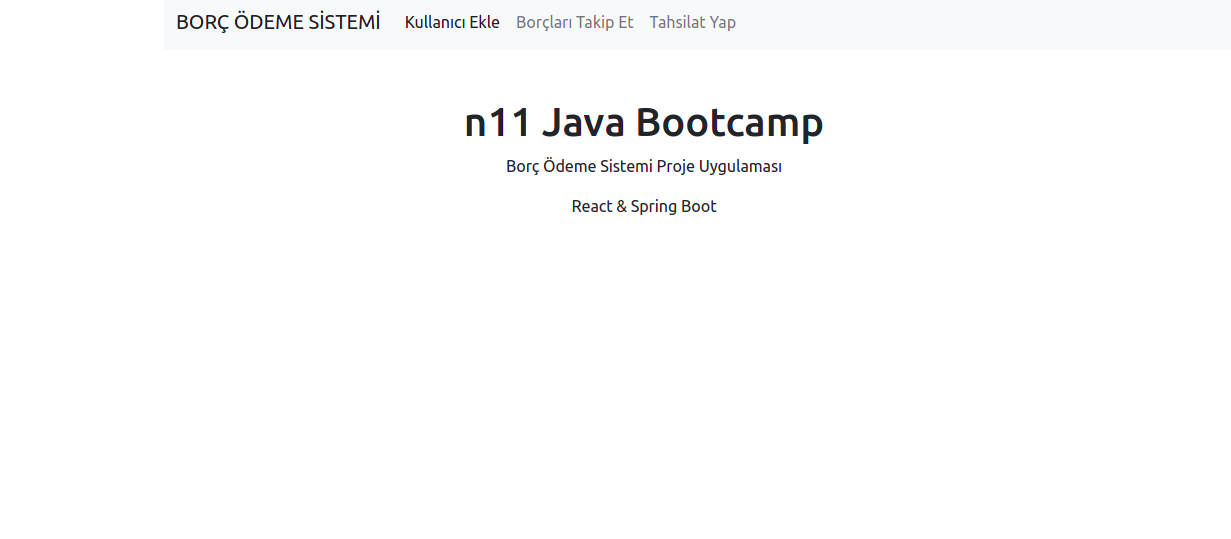 BORÇ ÖDEME SİSTEMİ Kullanıcı Ekle Borçları Takip Et Tahsilat Yap
n11 Java Bootcamp
Borç Ödeme Sistemi Proje Uygulaması
React & Spring Boot